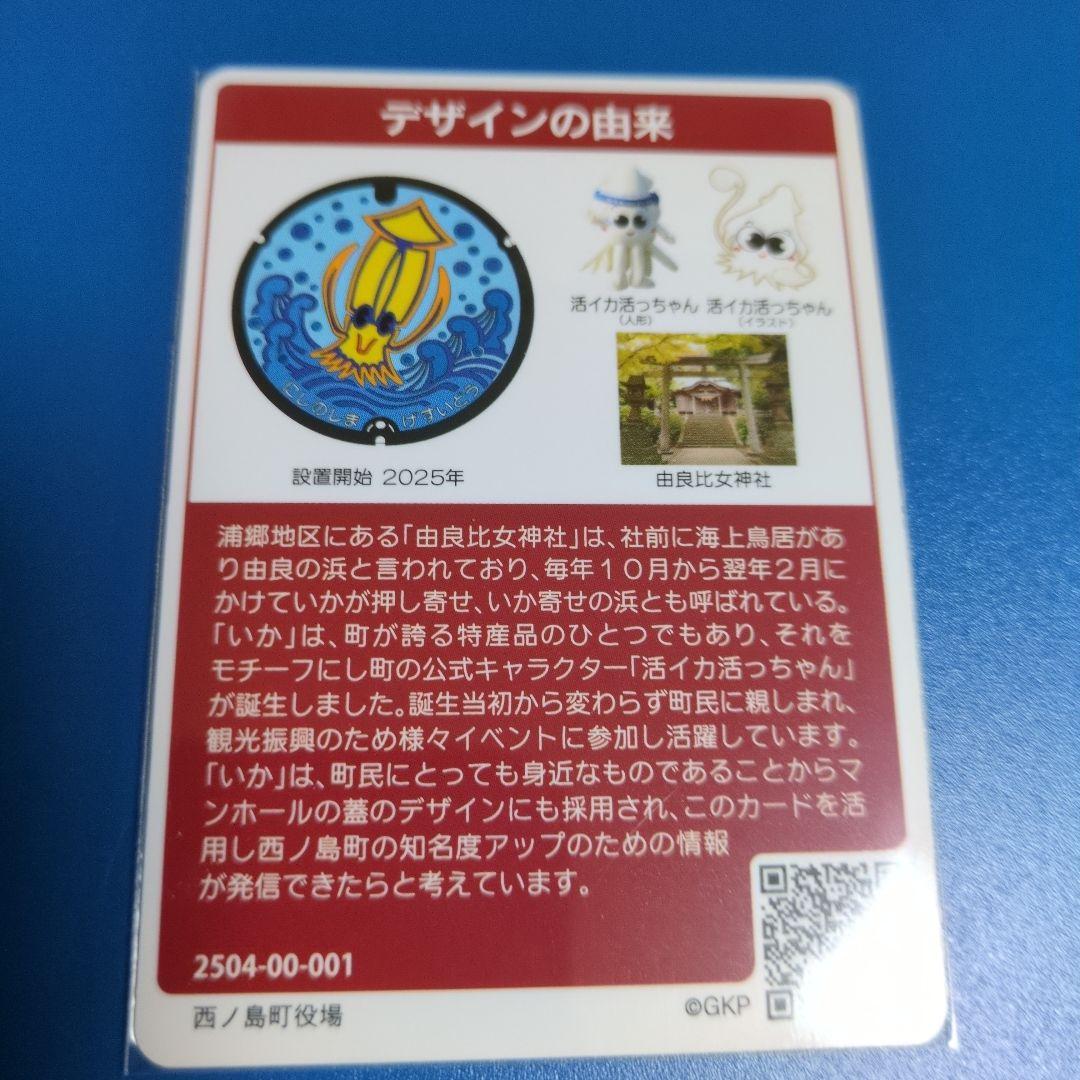 デザインの由来
にしのしま げすいどう
設置開始 2025年
活イカ活っちゃん
(人形)
活イカ活っちゃん
(イラスト)
由良比女神社
浦郷地区にある「由良比女神社」は、社前に海上鳥居があ
り由良の浜と言われており、毎年１０月から翌年２月に
かけていかが押し寄せ、いか寄せの浜とも呼ばれている。
「いか」は、町が誇る特産品のひとつでもあり、それを
モチーフにし町の公式キャラクター「活イカ活っちゃん」
が誕生しました。誕生当初から変わらず町民に親しまれ、
観光振興のため様々イベントに参加し活躍しています。
「いか」は、町民にとっても身近なものであることからマ
ンホールの蓋のデザインにも採用され、このカードを活
用し西ノ島町の知名度アップのための情報
が発信できたらと考えています。
2504-00-001
西ノ島町役場
©GKP